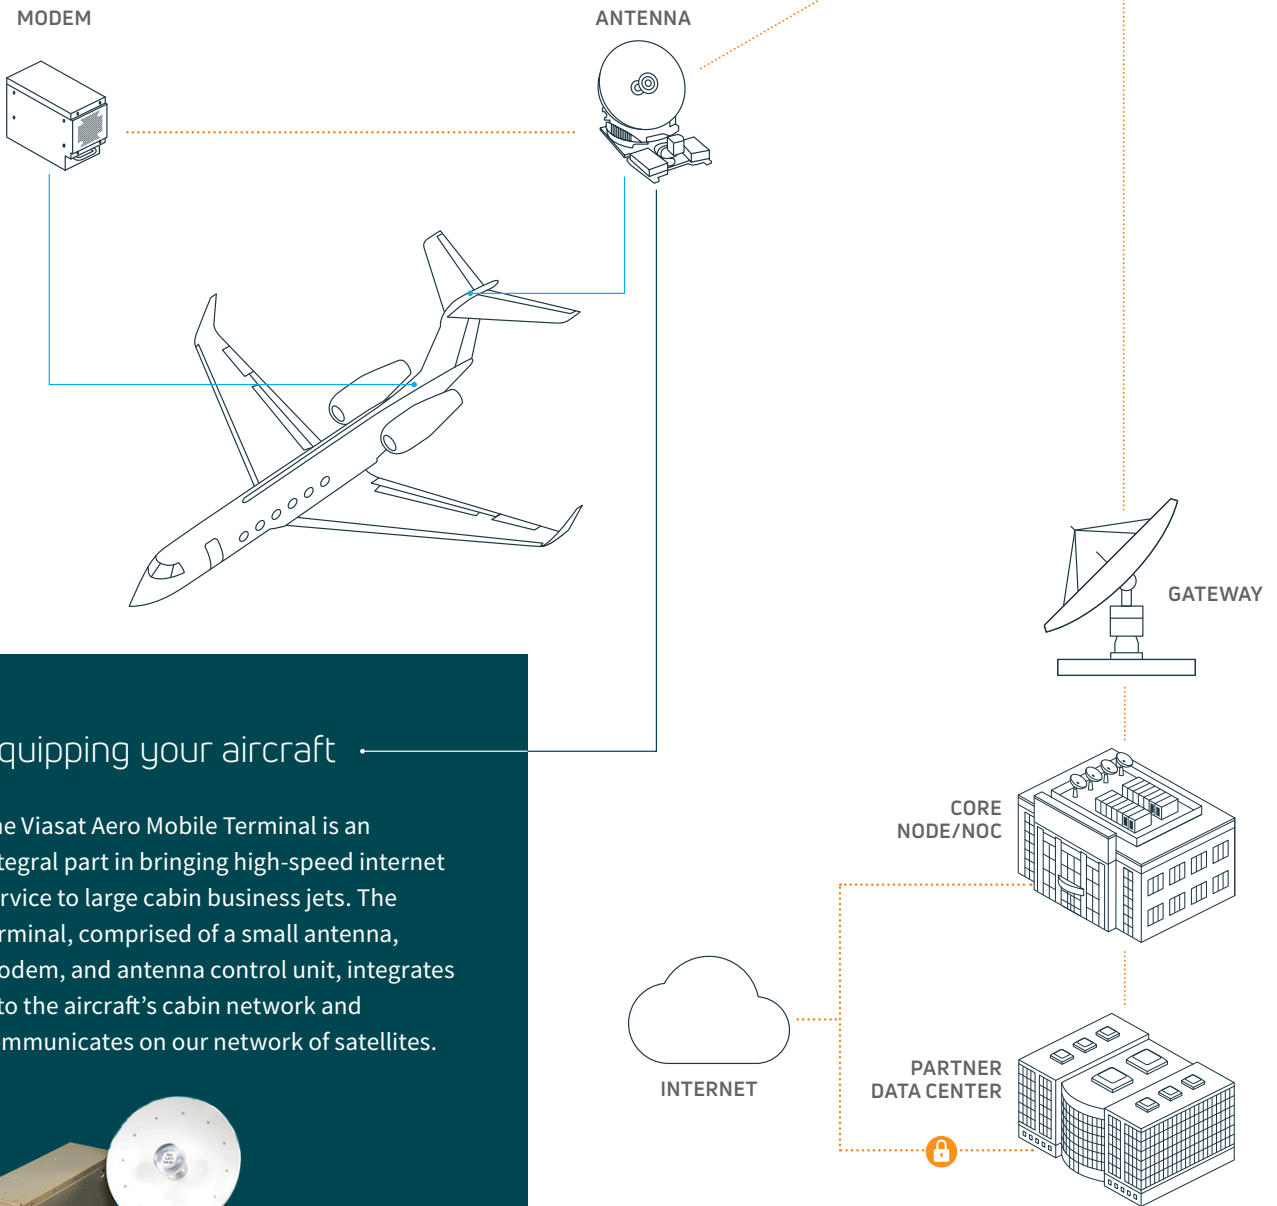 MODEM
ANTENNA
GATEWAY
quipping your aircraft
ne Viasat Aero Mobile Terminal is an
tegral part in bringing high-speed internet
rvice to large cabin business jets. The
rminal, comprised of a small antenna,
odem, and antenna control unit, integrates
to the aircraft's cabin network and
mmunicates on our network of satellites.
CORE
NODE/NOC
INTERNET
PARTNER
DATA CENTER